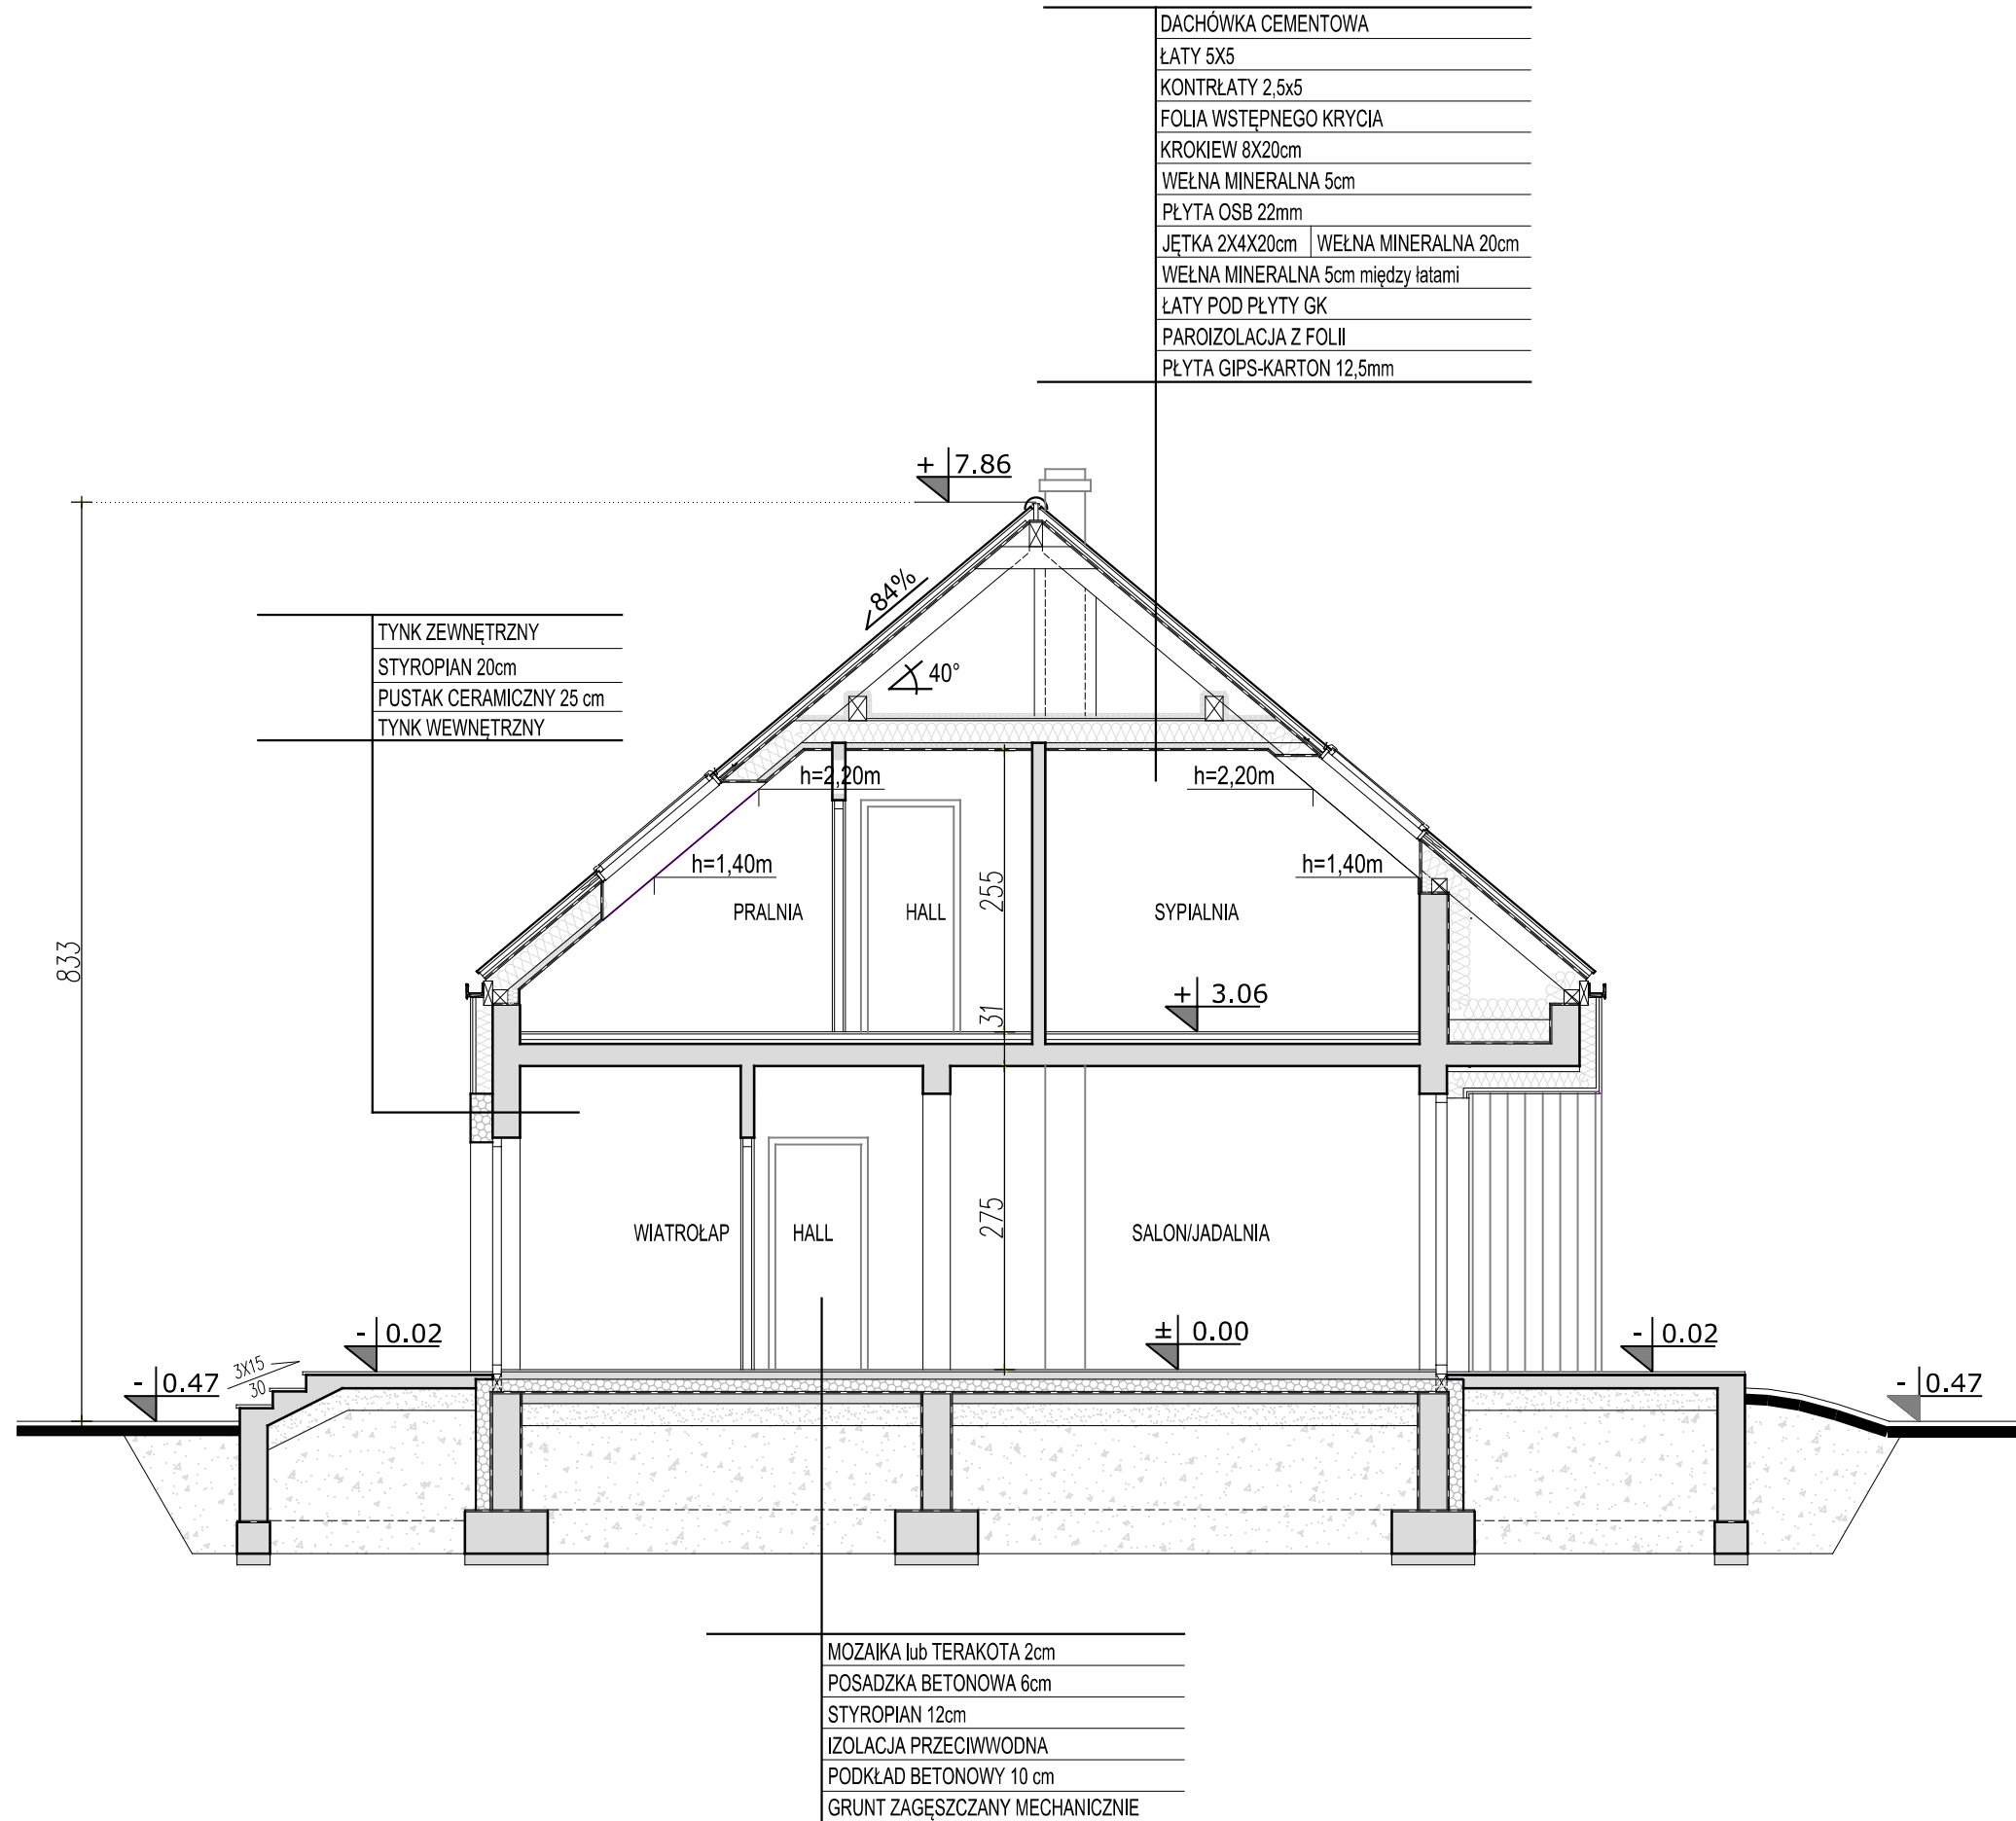 DACHÓWKA CEMENTOWA
ŁATY 5X5
KONTRŁATY 2,5x5
FOLIA WSTĘPNEGO KRYCIA
KROKIEW 8X20cm
WEŁNA MINERALNA 5cm
PŁYTA OSB 22mm
JĘTKA 2X4X20cm WEŁNA MINERALNA 20cm
WEŁNA MINERALNA 5cm między łatami
ŁATY POD PŁYTY GK
PAROIZOLACJA Z FOLII
PŁYTA GIPS-KARTON 12,5mm
+ 7.86
84%
40°
TYNK ZEWNĘTRZNY
STYROPIAN 20cm
PUSTAK CERAMICZNY 25 cm
TYNK WEWNĘTRZNY
h=2,20m
h=2,20m
h=1,40m
h=1,40m
255
PRALNIA
HALL
SYPIALNIA
833
31
+ 3.06
275
WIATROŁAP
HALL
SALON/JADALNIA
- 0.02
± 0.00
- 0.02
- 0.47
3X15
30
- 0.47
MOZAIKA lub TERAKOTA 2cm
POSADZKA BETONOWA 6cm
STYROPIAN 12cm
IZOLACJA PRZECIWWODNA
PODKŁAD BETONOWY 10 cm
GRUNT ZAGĘSZCZANY MECHANICZNIE